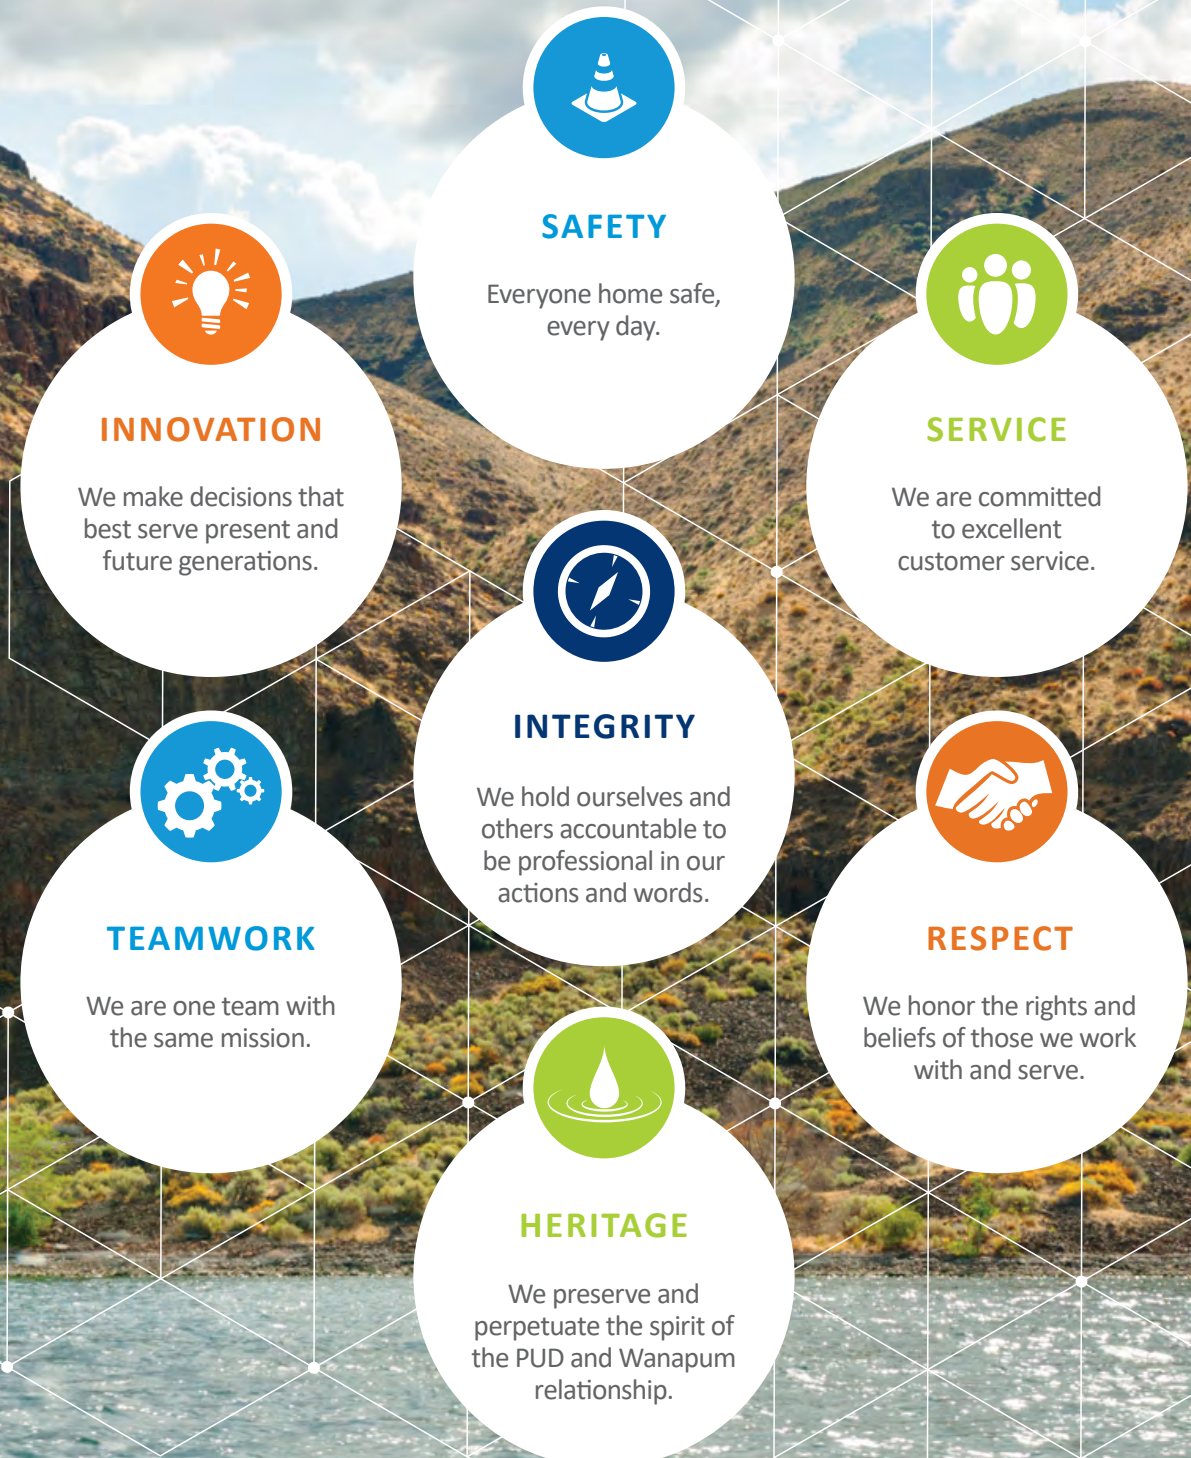 SAFETY
Everyone home safe,
every day.
INNOVATION
We make decisions that
best serve present and
future generations.
SERVICE
We are committed
to excellent
customer service.
INTEGRITY
We hold ourselves and
others accountable to
be professional in our
actions and words.
TEAMWORK
We are one team with
the same mission.
RESPECT
We honor the rights and
beliefs of those we work
with and serve.
HERITAGE
We preserve and
perpetuate the spirit of
the PUD and Wanapum
relationship.